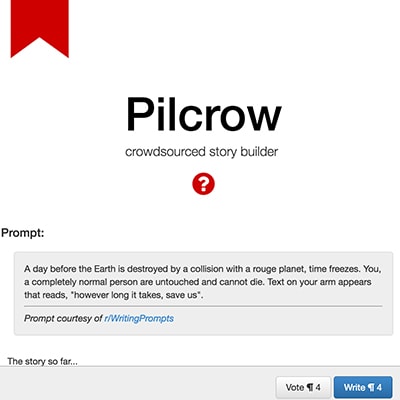 Pilcrow
crowdsourced story builder
?
Prompt:
A day before the Earth is destroyed by a collision with a rouge planet, time freezes. You,
a completely normal person are untouched and cannot die. Text on your arm appears
that reads, "however long it takes, save us".
Prompt courtesy of r/WritingPrompts
The story so far...
Vote ¶ 4
Write ¶ 4